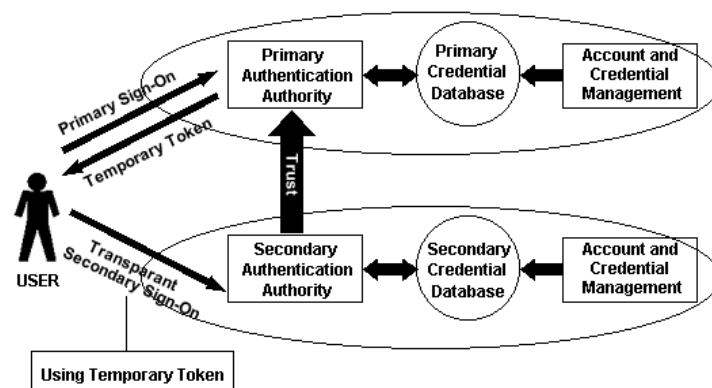 Primary
Authentication
Authority
Primary
Credential
Database
Account and
Credential
Management
Primary Sign-On
Temporary Token
Trust
USER
Transparant
Secondary Sign-On
Secondary
Authentication
Authority
Secondary
Credential
Database
Account and
Credential
Management
Using Temporary Token